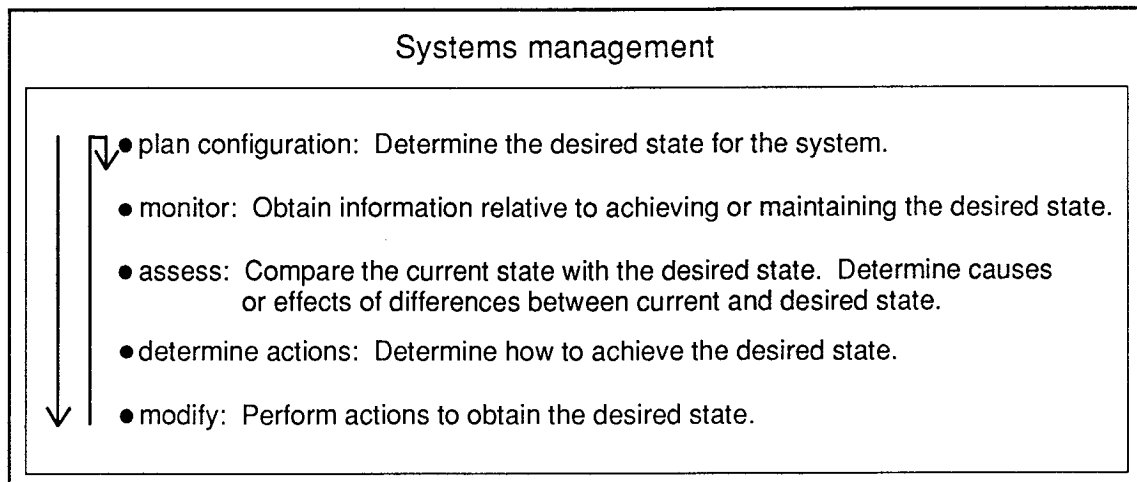 Systems management
● plan configuration: Determine the desired state for the system.
● monitor: Obtain information relative to achieving or maintaining the desired state.
● assess: Compare the current state with the desired state. Determine causes
or effects of differences between current and desired state.
● determine actions: Determine how to achieve the desired state.
● modify: Perform actions to obtain the desired state.